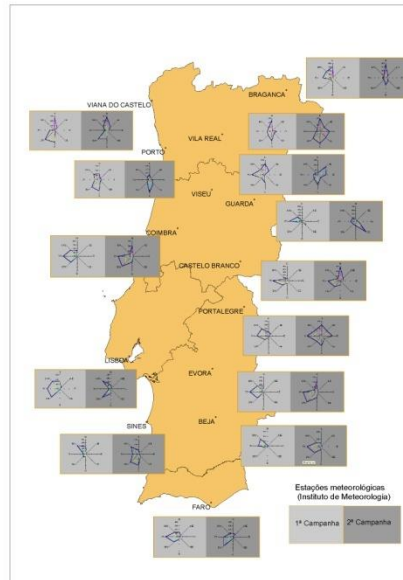 BRAGANCA
VIANA DO CASTELO
VILA REAL
PORTO
VISEU
GUARDA
COIMBRA
CASTELO BRANCO
PORTALEGRE
LISBOA
EVORA
BEJA
SINES
FARO
Estações meteorológicas
(Instituto de Meteorologia)
1ª Campanha
2ª Campanha